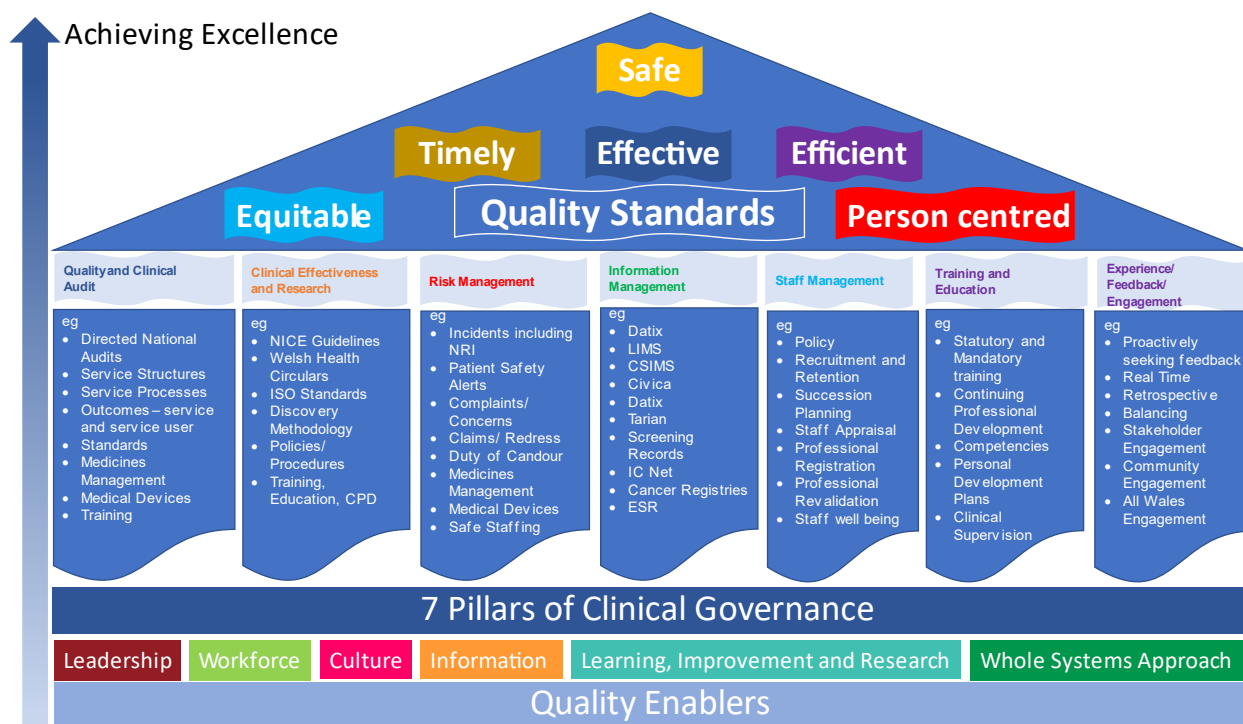 Achieving Excellence
Safe
Timely
Effective
Efficient
Equitable
Quality Standards
Person centred
Quality and Clinical
Audit
eg
• Directed National
Audits
• Service Structures
• Service Processes
• Outcomes – service
and service user
• Standards
• Medicines
Management
• Medical Devices
• Training
Clinical Effectiveness
and Research
eg
• NICE Guidelines
• Welsh Health
Circulars
• ISO Standards
• Discovery
Methodology
• Policies/
Procedures
• Training,
Education, CPD
Risk Management
eg
• Incidents including
NRI
• Patient Safety
Alerts
• Complaints/
Concerns
• Claims/ Redress
• Duty of Candour
• Medicines
Management
• Medical Devices
• Safe Staffing
Information
Management
eg
• Datix
• LIMS
• CSIMS
• Civica
• Datix
• Tarian
• Screening
Records
• IC Net
• Cancer Registries
• ESR
Staff Management
eg
• Policy
• Recruitment and
Retention
• Succession
Planning
• Staff Appraisal
• Professional
Registration
• Professional
Revalidation
• Staff well being
Training and
Education
eg
• Statutory and
Mandatory
training
• Continuing
Professional
Development
• Competencies
• Personal
Development
Plans
• Clinical
Supervision
Experience/
Feedback/
Engagement
eg
• Proactively
seeking feedback
• Real Time
• Retrospective
• Balancing
• Stakeholder
Engagement
• Community
Engagement
• All Wales
Engagement
7 Pillars of Clinical Governance
Leadership
Workforce
Culture
Information
Learning, Improvement and Research
Whole Systems Approach
Quality Enablers